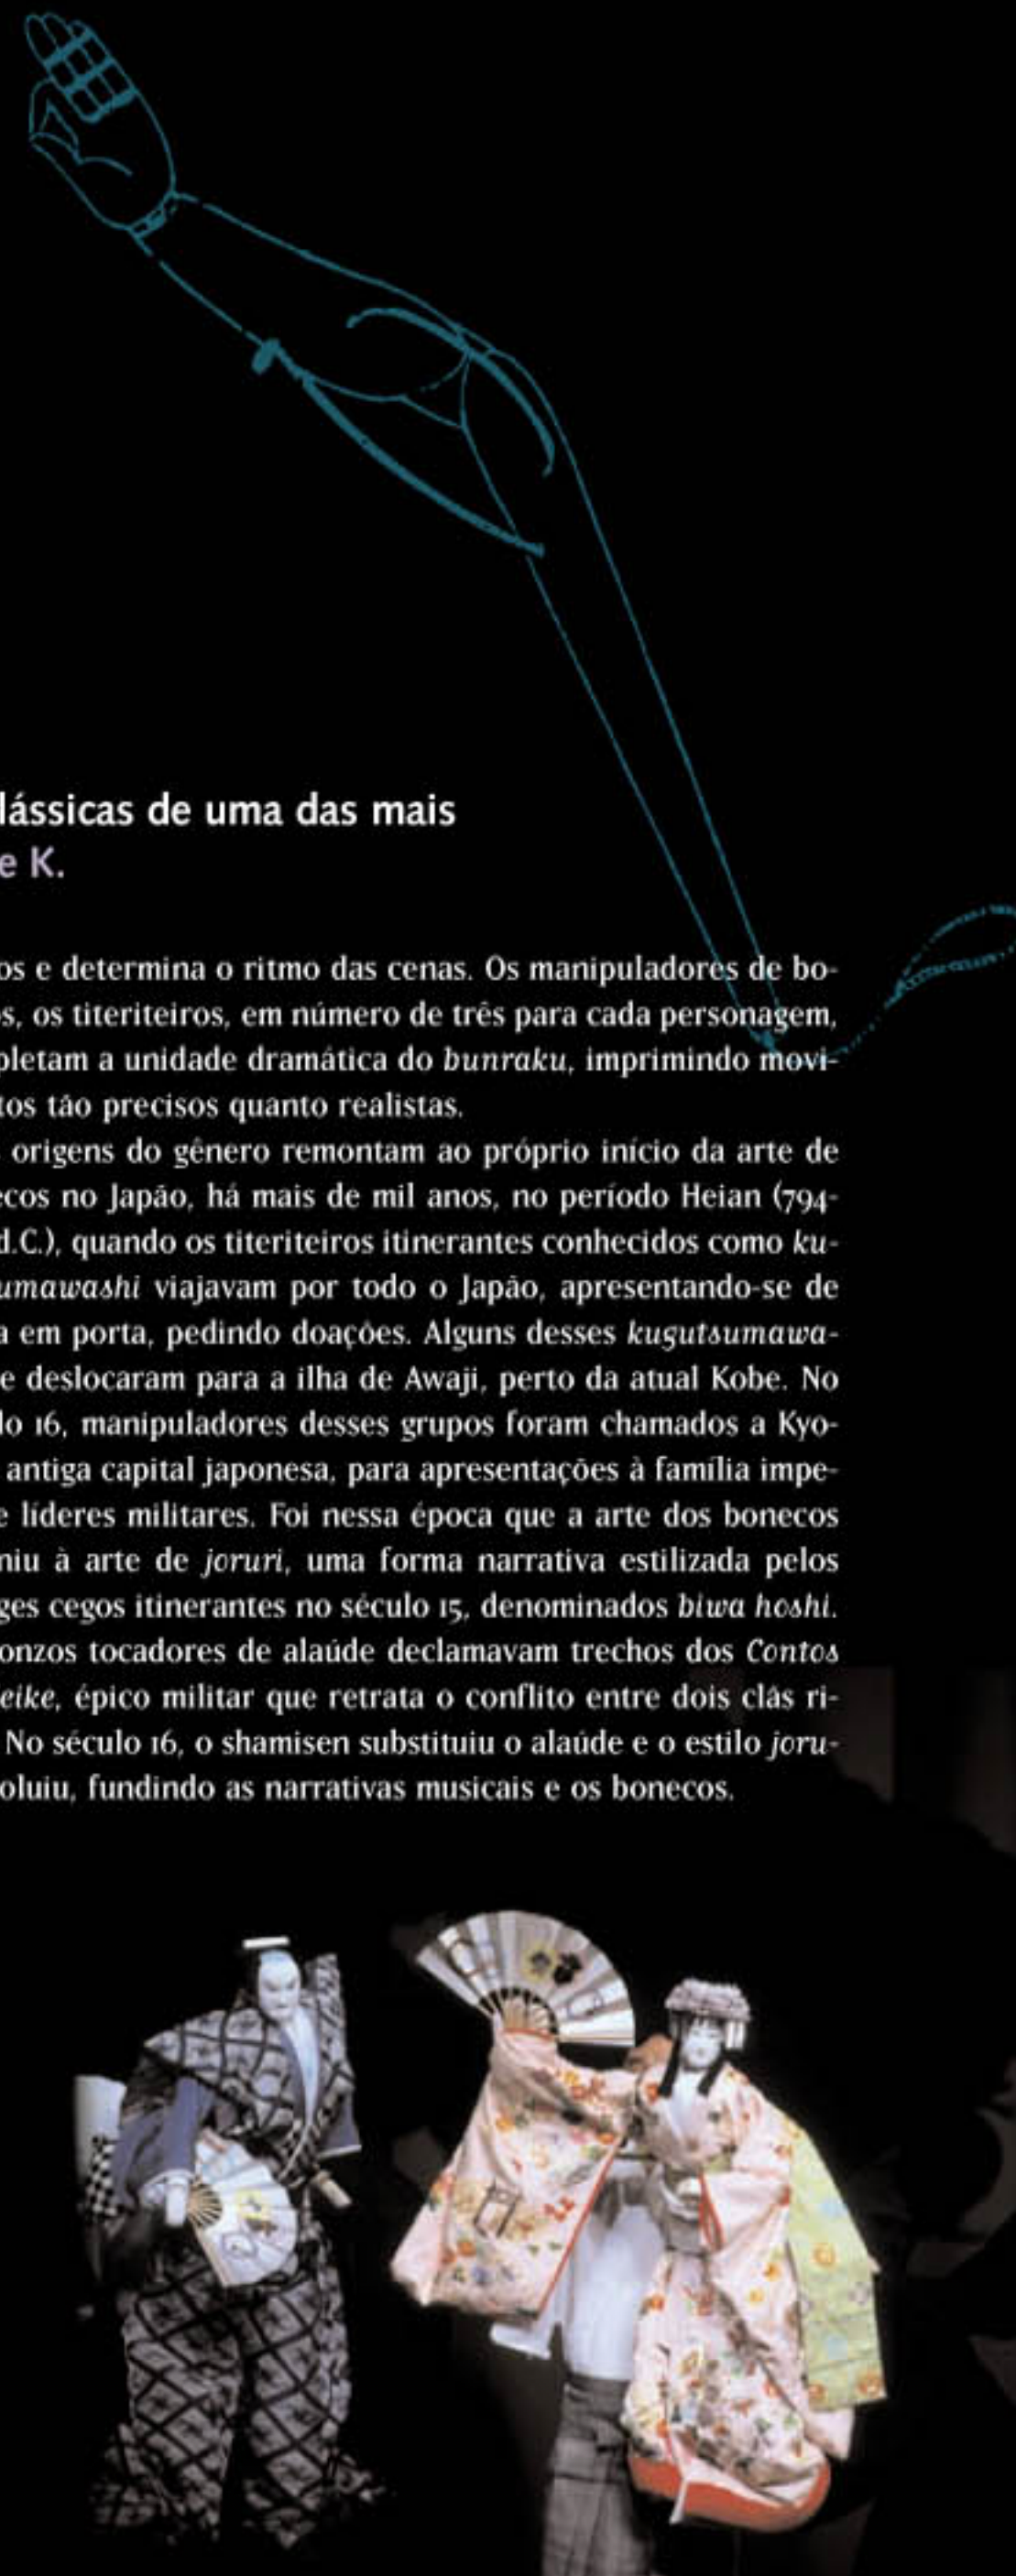 lássicas de uma das mais
e K.
os e determina o ritmo das cenas. Os manipuladores de bo-
s, os titeriteiros, em número de três para cada personagem,
pletam a unidade dramática do bunraku, imprimindo movi-
tos tão precisos quanto realistas.
origens do gênero remontam ao próprio início da arte de
ecos no Japão, há mais de mil anos, no período Heian (794-
d.C.), quando os titeriteiros itinerantes conhecidos como ku-
umawashi viajavam por todo o Japão, apresentando-se de
a em porta, pedindo doações. Alguns desses kugutsumawa-
e deslocaram para a ilha de Awaji, perto da atual Kobe. No
lo 16, manipuladores desses grupos foram chamados a Kyo-
antiga capital japonesa, para apresentações à família impe-
e líderes militares. Foi nessa época que a arte dos bonecos
niu à arte de joruri, uma forma narrativa estilizada pelos
ges cegos itinerantes no século 15, denominados biwa hoshi.
onzos tocadores de alaúde declamavam trechos dos Contos
eike, épico militar que retrata o conflito entre dois clãs ri-
No século 16, o shamisen substituiu o alaúde e o estilo joru-
oluiu, fundindo as narrativas musicais e os bonecos.